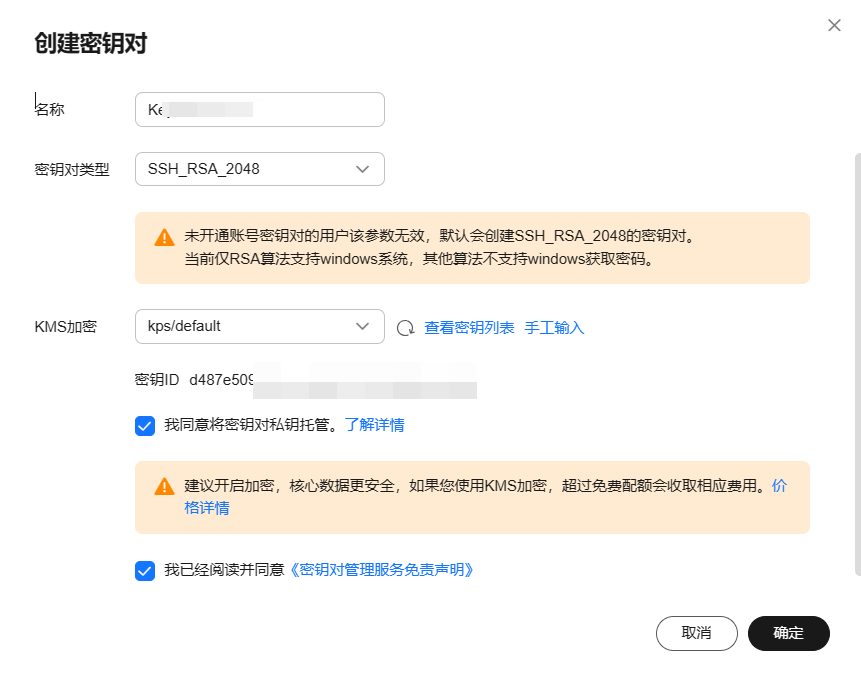 创建密钥对
名称
密钥对类型 SSH_RSA_2048
未开通账号密钥对的用户该参数无效，默认会创建SSH_RSA_2048的密钥对。
当前仅RSA算法支持windows系统，其他算法不支持windows获取密码。
KMS加密 kps/default 查看密钥列表 手工输入
密钥ID d487e509
我同意将密钥对私钥托管。了解详情
建议开启加密，核心数据更安全，如果您使用KMS加密，超过免费配额会收取相应费用。价
格详情
我已经阅读并同意《密钥对管理服务免责声明》
取消 确定